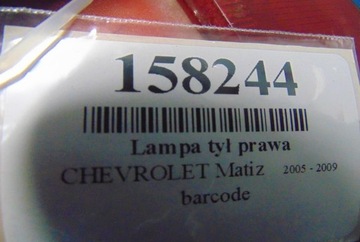 158244
Lampa tył prawa
CHEVROLET Matiz 2005 - 2009
barcode